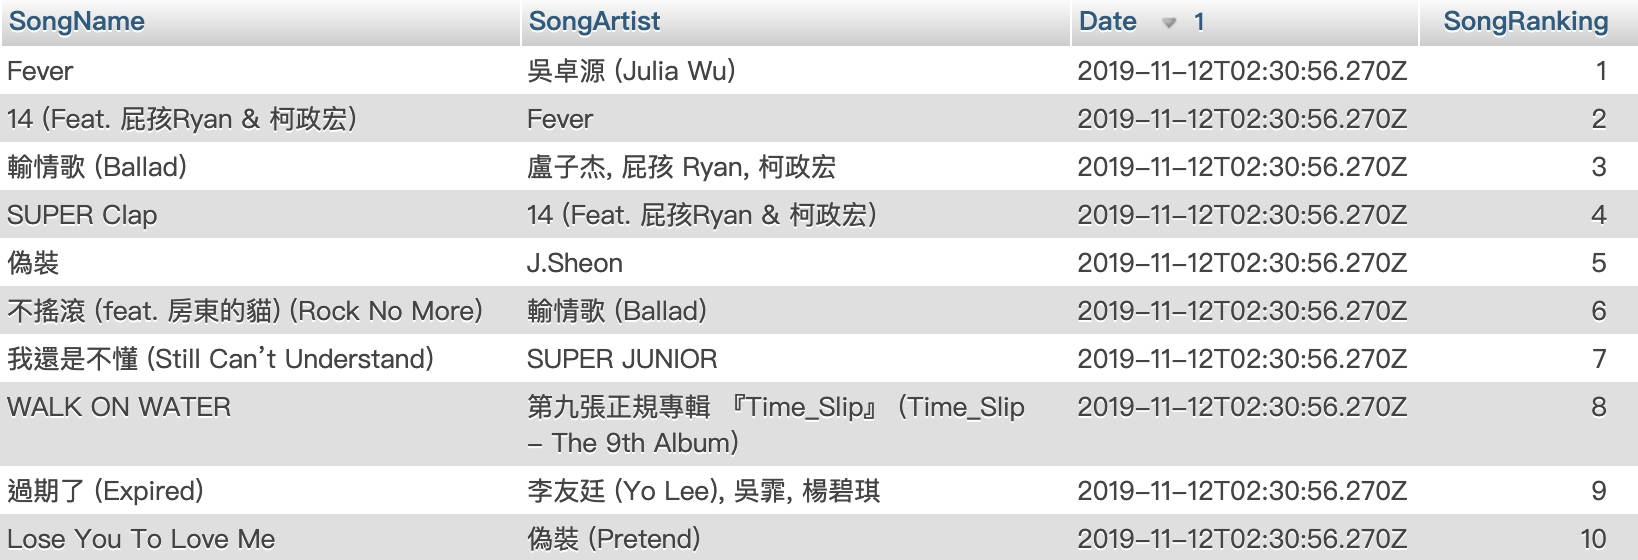 SongName SongArtist Date 1 SongRanking
Fever 吳卓源 (Julia Wu) 2019-11-12T02:30:56.270Z 1
14 (Feat. 屁孩Ryan & 柯政宏) Fever 2019-11-12T02:30:56.270Z 2
輸情歌 (Ballad) 盧子杰, 屁孩 Ryan, 柯政宏 2019-11-12T02:30:56.270Z 3
SUPER Clap 14 (Feat. 屁孩Ryan & 柯政宏) 2019-11-12T02:30:56.270Z 4
偽裝 J.Sheon 2019-11-12T02:30:56.270Z 5
不搖滾 (feat. 房東的貓) (Rock No More) 輸情歌 (Ballad) 2019-11-12T02:30:56.270Z 6
我還是不懂 (Still Can't Understand) SUPER JUNIOR 2019-11-12T02:30:56.270Z 7
WALK ON WATER 第九張正規專輯 『Time_Slip』 (Time_Slip 2019-11-12T02:30:56.270Z 8
– The 9th Album)
過期了 (Expired) 李友廷 (Yo Lee), 吳霏, 楊碧琪 2019-11-12T02:30:56.270Z 9
Lose You To Love Me 偽裝 (Pretend) 2019-11-12T02:30:56.270Z 10